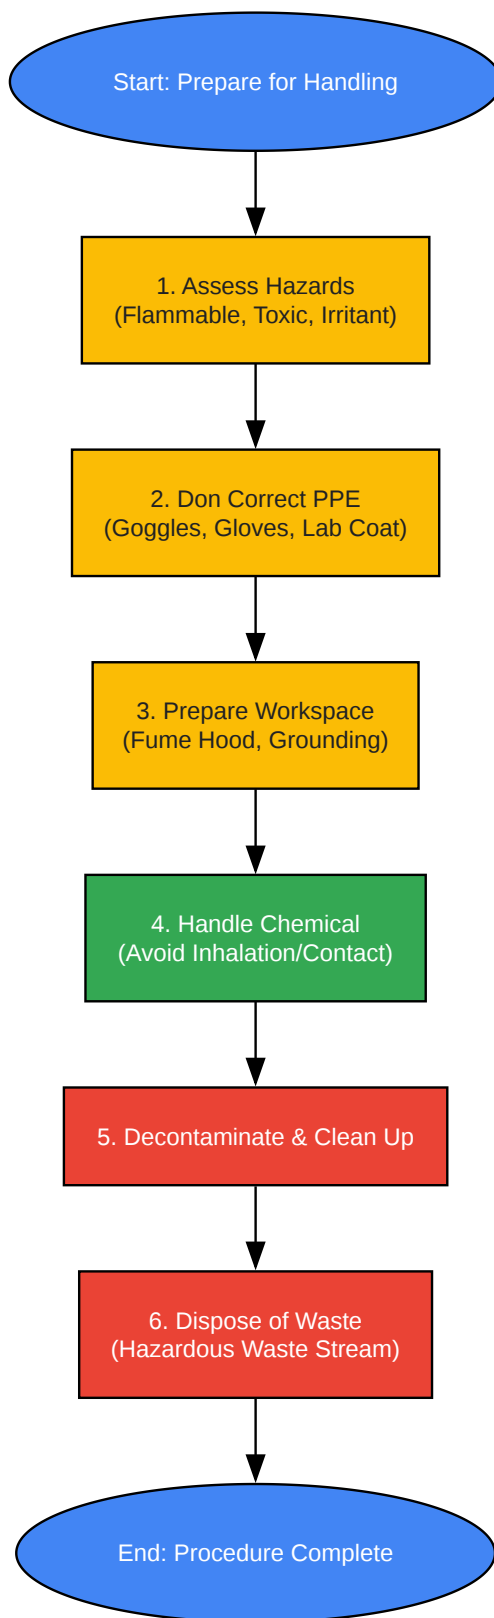 Start: Prepare for Handling
1. Assess Hazards
(Flammable, Toxic, Irritant)
2. Don Correct PPE
(Goggles, Gloves, Lab Coat)
3. Prepare Workspace
(Fume Hood, Grounding)
4. Handle Chemical
(Avoid Inhalation/Contact)
5. Decontaminate & Clean Up
6. Dispose of Waste
(Hazardous Waste Stream)
End: Procedure Complete